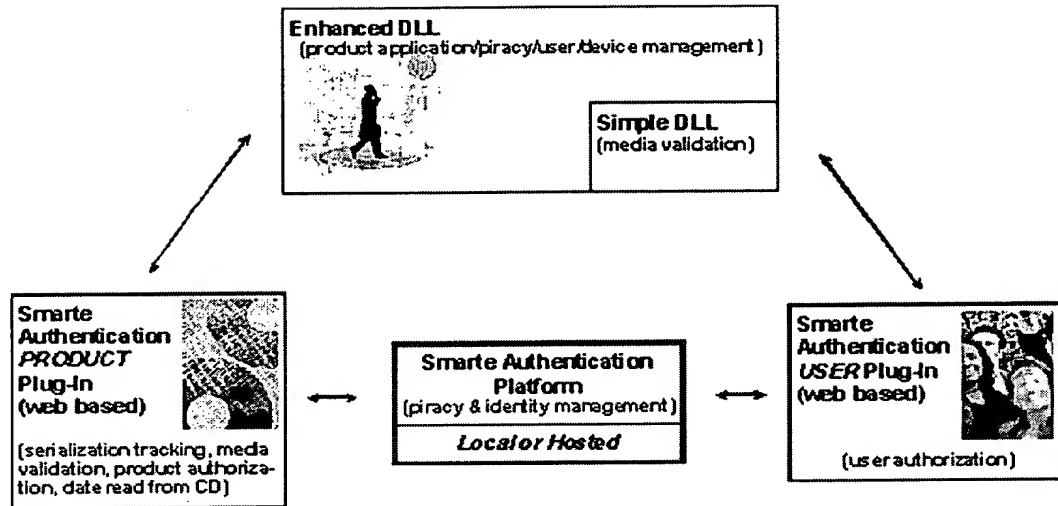 Enhanced DLL
(product application/piracy/user/device management)
Simple DLL
(media validation)
Smarte
Authentication
PRODUCT
Plug-In
(web based)
(serialization tracking, media
validation, product authoriza-
tion, date read from CD)
Smarte Authentication
Platform
(piracy & identity management)
Local or Hosted
Smarte
Authentication
USER Plug-In
(web based)
(user authorization)